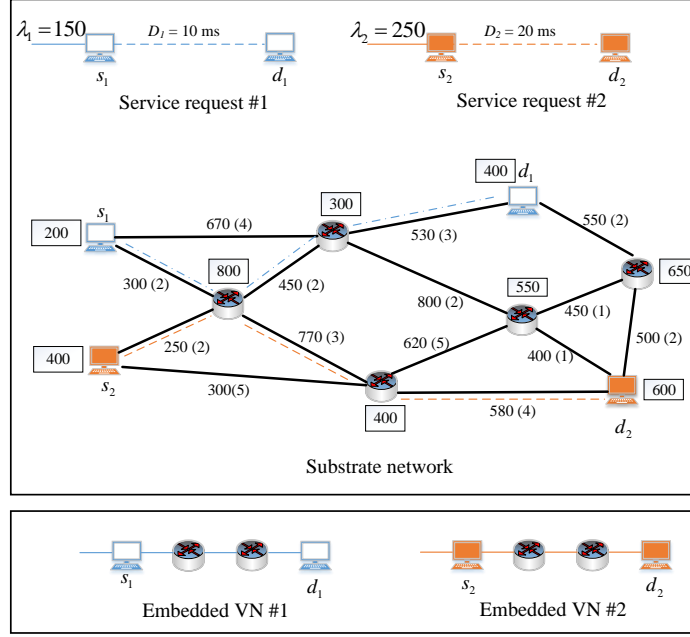 λ₁ = 150 D₁ = 10 ms λ₂ = 250 D₂ = 20 ms
s₁ d₁ s₂ d₂
Service request #1 Service request #2
400 d₁
s₁ 300
200 670 (4) 530 (3) 550 (2)
800 650
300 (2) 450 (2) 800 (2) 550 450 (1)
250 (2) 770 (3) 620 (5) 400 (1) 500 (2)
400
s₂ 300(5) 600
400 580 (4)
d₂
Substrate network
s₁ d₁ s₂ d₂
Embedded VN #1 Embedded VN #2